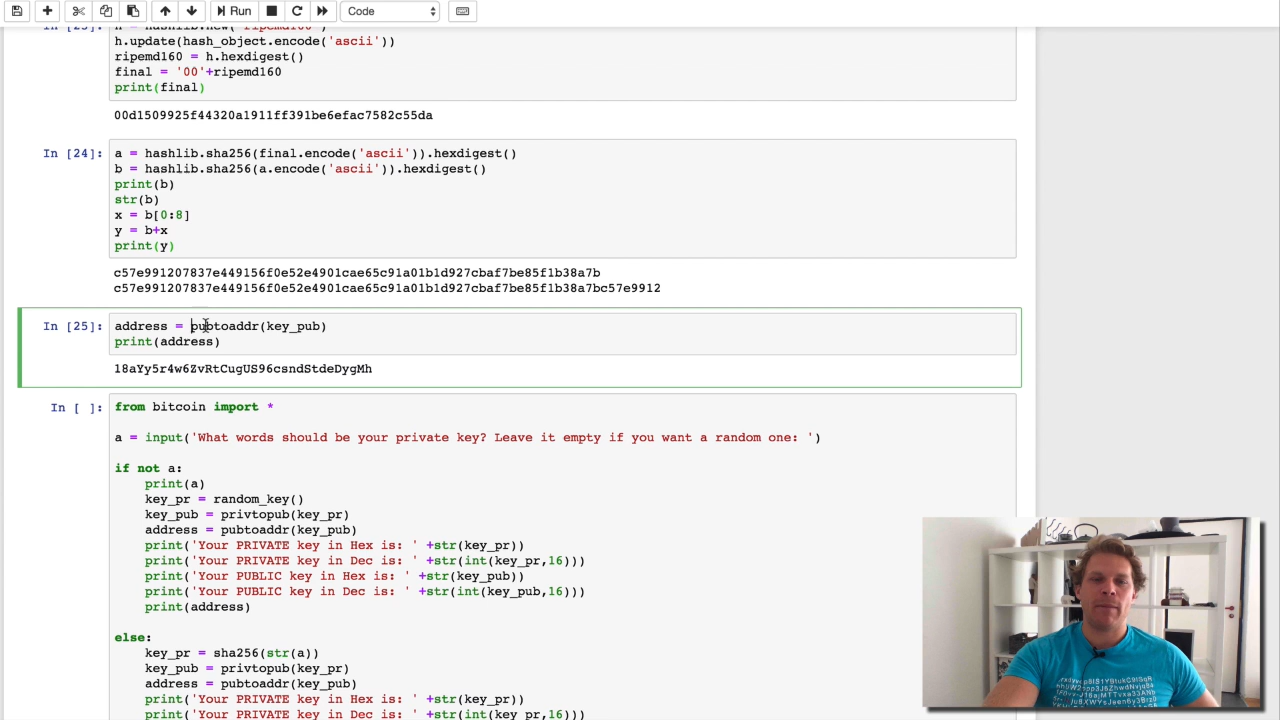 Run
Code
In [23]:
h = hashlib.new('ripemd160')
h.update(hash_object.encode('ascii'))
ripemd160 = h.hexdigest()
final = '00'+ripemd160
print(final)
00d1509925f44320a1911ff391be6efac7582c55da
In [24]:
a = hashlib.sha256(final.encode('ascii')).hexdigest()
b = hashlib.sha256(a.encode('ascii')).hexdigest()
print(b)
str(b)
x = b[0:8]
y = b+x
print(y)
c57e991207837e449156f0e52e4901cae65c91a01b1d927cbaf7be85f1b38a7b
c57e991207837e449156f0e52e4901cae65c91a01b1d927cbaf7be85f1b38a7bc57e9912
In [25]:
address = pubtoaddr(key_pub)
print(address)
18aYy5r4w6ZvRtCugUS96csndStdeDygMh
In [ ]:
from bitcoin import *
a = input('What words should be your private key? Leave it empty if you want a random one: ')
if not a:
print(a)
key_pr = random_key()
key_pub = privtopub(key_pr)
address = pubtoaddr(key_pub)
print('Your PRIVATE key in Hex is: ' +str(key_pr))
print('Your PRIVATE key in Dec is:  ' +str(int(key_pr,16)))
print('Your PUBLIC key in Hex is: ' +str(key_pub))
print('Your PUBLIC key in Dec is: ' +str(int(key_pub,16)))
print(address)
else:
key_pr = sha256(str(a))
key_pub = privtopub(key_pr)
address = pubtoaddr(key_pub)
print('Your PRIVATE key in Hex is: ' +str(key_pr))
print('Your PRIVATE key in Dec is:  ' +str(int(key_pr,16)))